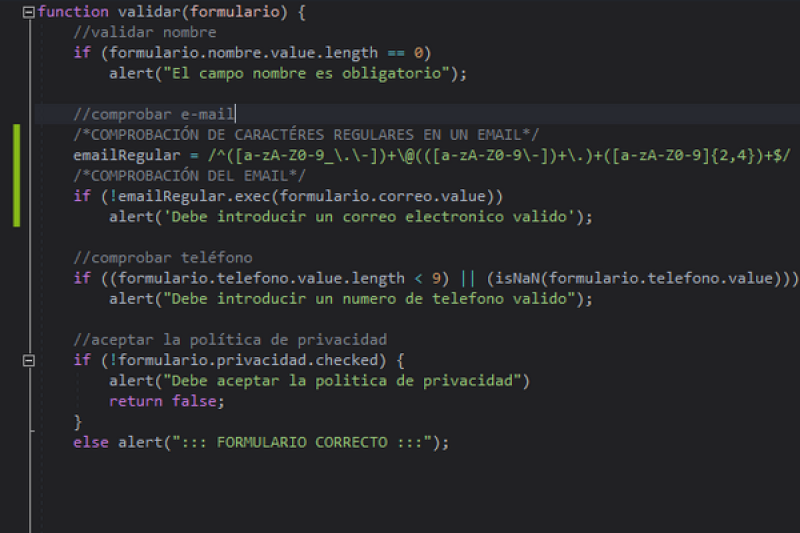 function validar(formulario) {
//validar nombre
if (formulario.nombre.value.length == 0)
alert("El campo nombre es obligatorio");
//comprobar e-mail
/*COMPROBACIÓN DE CARACTÉRES REGULARES EN UN EMAIL*/
emailRegular = /^([a-zA-Z0-9_\.\-])+\@(([a-zA-Z0-9\-])+\.)+([a-zA-Z0-9]{2,4})+$/
/*COMPROBACIÓN DEL EMAIL*/
if (!emailRegular.exec(formulario.correo.value))
alert('Debe introducir un correo electronico valido');
//comprobar teléfono
if ((formulario.telefono.value.length < 9) || (isNaN(formulario.telefono.value)))
alert("Debe introducir un numero de telefono valido");
//aceptar la política de privacidad
if (!formulario.privacidad.checked) {
alert("Debe aceptar la politica de privacidad")
return false;
}
else alert("::: FORMULARIO CORRECTO :::");